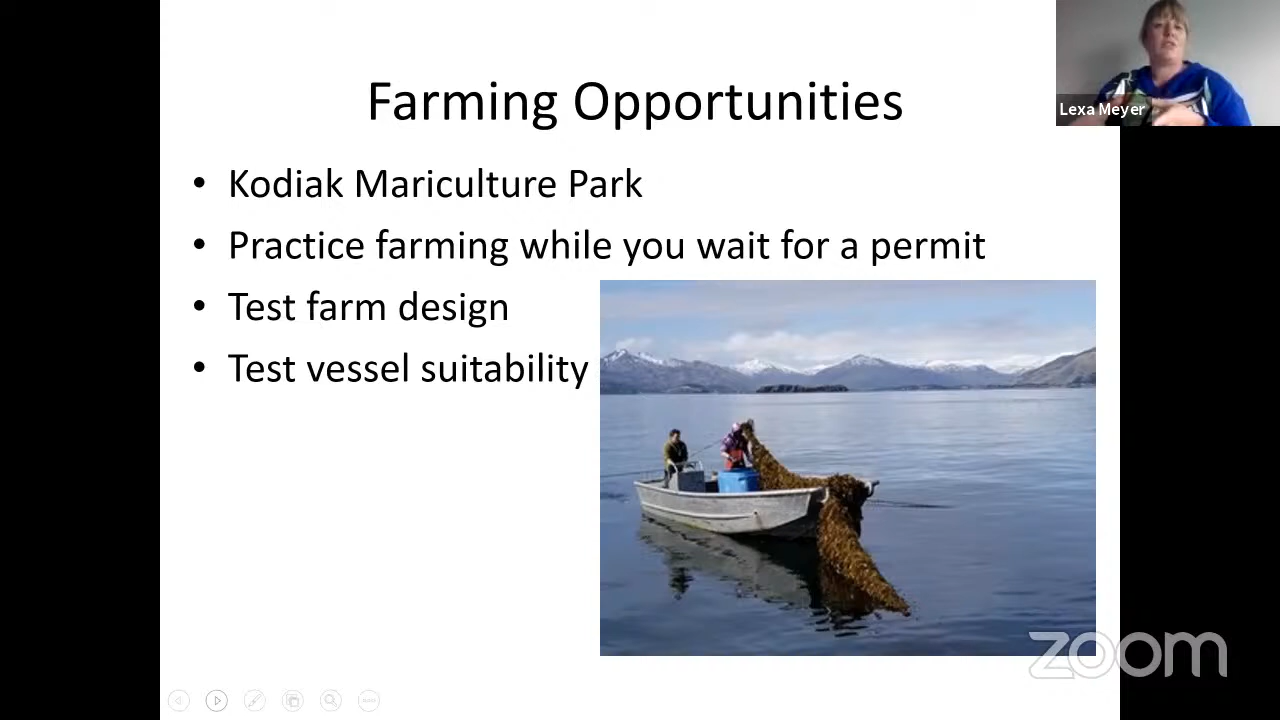 Farming Opportunities
Lexa Meyer
• Kodiak Mariculture Park
• Practice farming while you wait for a permit
• Test farm design
• Test vessel suitability
zoom